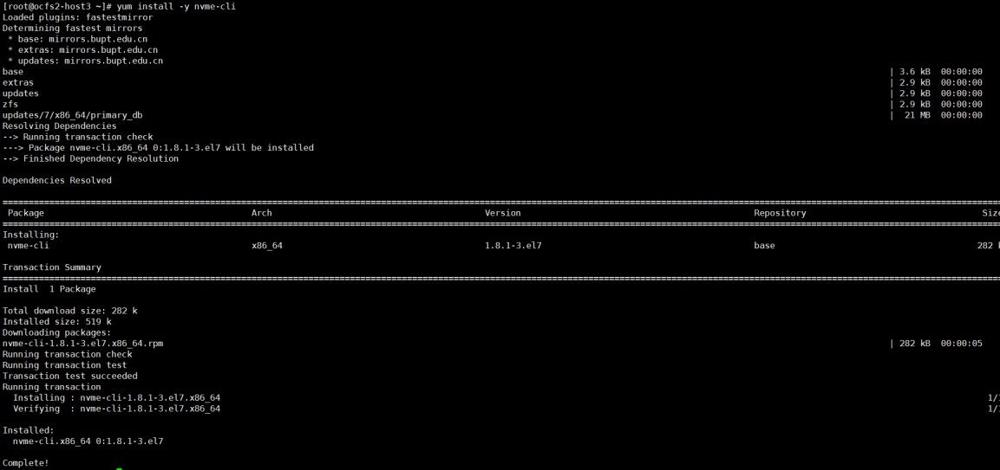 [root@ocfs2-host3 ~]# yum install -y nvme-cli
Loaded plugins: fastestmirror
Determining fastest mirrors
 * base: mirrors.bupt.edu.cn
 * extras: mirrors.bupt.edu.cn
 * updates: mirrors.bupt.edu.cn
base | 3.6 kB 00:00:00
extras | 2.9 kB 00:00:00
updates | 2.9 kB 00:00:00
zfs | 2.9 kB 00:00:00
updates/7/x86_64/primary_db | 21 MB 00:00:00
Resolving Dependencies
--> Running transaction check
---> Package nvme-cli.x86_64 0:1.8.1-3.el7 will be installed
--> Finished Dependency Resolution
Dependencies Resolved
Package Arch Version Repository Size
Installing:
nvme-cli x86_64 1.8.1-3.el7 base 282 k
Transaction Summary
Install 1 Package
Total download size: 282 k
Installed size: 519 k
Downloading packages:
nvme-cli-1.8.1-3.el7.x86_64.rpm | 282 kB 00:00:05
Running transaction check
Running transaction test
Transaction test succeeded
Running transaction
Installing : nvme-cli-1.8.1-3.el7.x86_64 1/1
Verifying : nvme-cli-1.8.1-3.el7.x86_64 1/1
Installed:
nvme-cli.x86_64 0:1.8.1-3.el7
Complete!